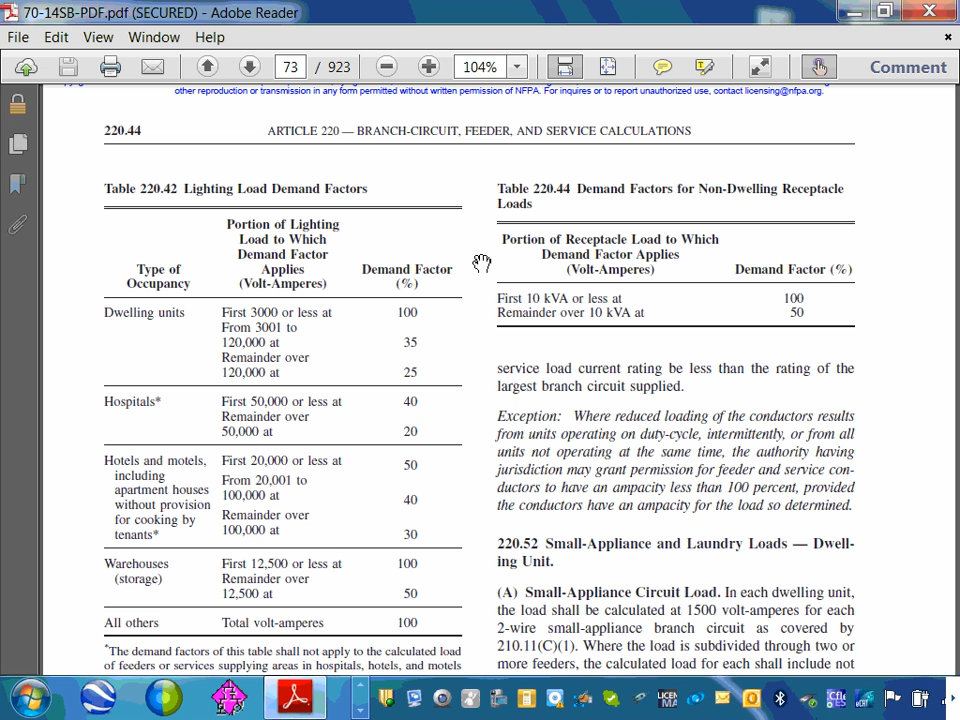 70-14SB-PDF.pdf (SECURED) - Adobe Reader
File Edit View Window Help
73 / 923
104%
Comment
other reproduction or transmission in any form permitted without written permission of NFPA. For inquires or to report unauthorized use, contact licensing@nfpa.org.
220.44 ARTICLE 220 — BRANCH-CIRCUIT, FEEDER, AND SERVICE CALCULATIONS
Table 220.42 Lighting Load Demand Factors
Portion of Lighting
Load to Which
Demand Factor
Type of Applies Demand Factor
Occupancy (Volt-Amperes) (%)
Dwelling units First 3000 or less at 100
From 3001 to
120,000 at 35
Remainder over
120,000 at 25
Hospitals* First 50,000 or less at 40
Remainder over
50,000 at 20
Hotels and motels, First 20,000 or less at 50
including From 20,001 to
apartment houses 100,000 at 40
without provision
for cooking by Remainder over
tenants* 100,000 at 30
Warehouses First 12,500 or less at 100
(storage) Remainder over
12,500 at 50
All others Total volt-amperes 100
*The demand factors of this table shall not apply to the calculated load
of feeders or services supplying areas in hospitals, hotels, and motels
Table 220.44 Demand Factors for Non-Dwelling Receptacle
Loads
Portion of Receptacle Load to Which
Demand Factor Applies
(Volt-Amperes) Demand Factor (%)
First 10 kVA or less at 100
Remainder over 10 kVA at 50
service load current rating be less than the rating of the
largest branch circuit supplied.
Exception: Where reduced loading of the conductors results
from units operating on duty-cycle, intermittently, or from all
units not operating at the same time, the authority having
jurisdiction may grant permission for feeder and service con-
ductors to have an ampacity less than 100 percent, provided
the conductors have an ampacity for the load so determined.
220.52 Small-Appliance and Laundry Loads — Dwell-
ing Unit.
(A) Small-Appliance Circuit Load. In each dwelling unit,
the load shall be calculated at 1500 volt-amperes for each
2-wire small-appliance branch circuit as covered by
210.11(C)(1). Where the load is subdivided through two or
more feeders, the calculated load for each shall include not